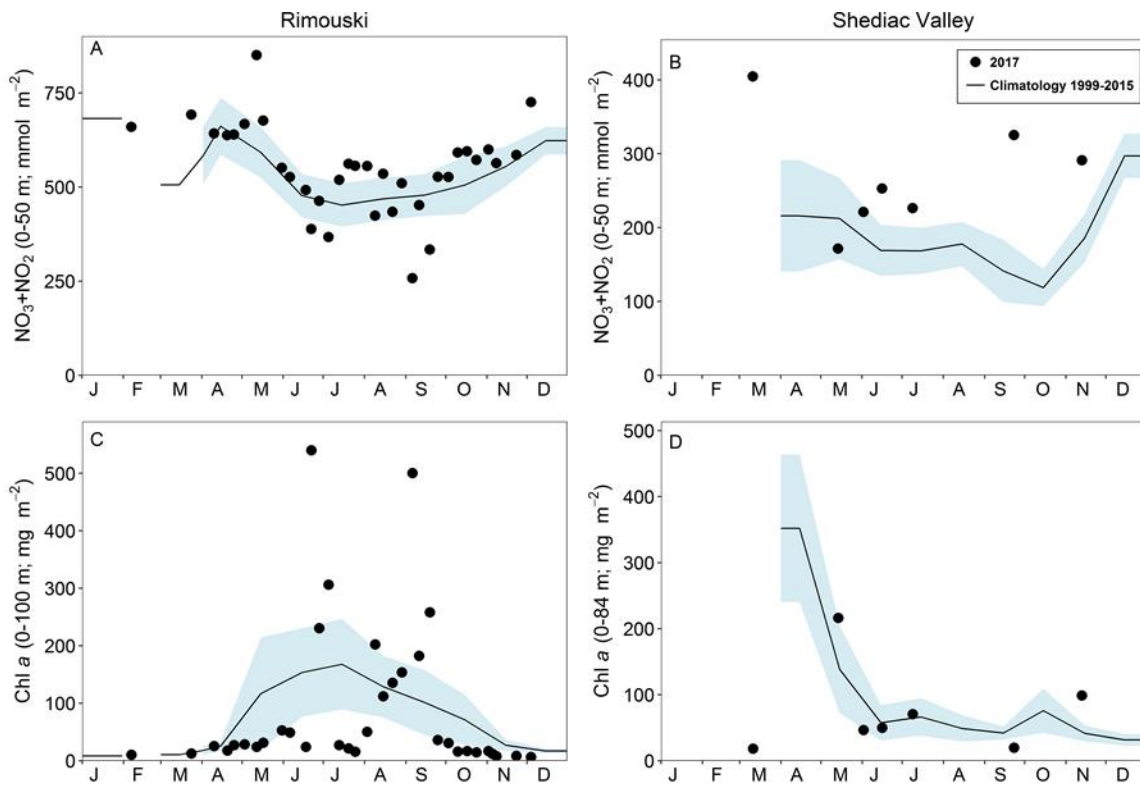 Rimouski
Shediac Valley
A
NO₃+NO₂ (0-50 m; mmol m⁻²)
750
500
250
0
J F M A M J J A S O N D
B
2017
Climatology 1999-2015
NO₃+NO₂ (0-50 m; mmol m⁻²)
400
300
200
100
0
J F M A M J J A S O N D
C
Chl a (0-100 m; mg m⁻²)
500
400
300
200
100
0
J F M A M J J A S O N D
D
Chl a (0-84 m; mg m⁻²)
500
400
300
200
100
0
J F M A M J J A S O N D